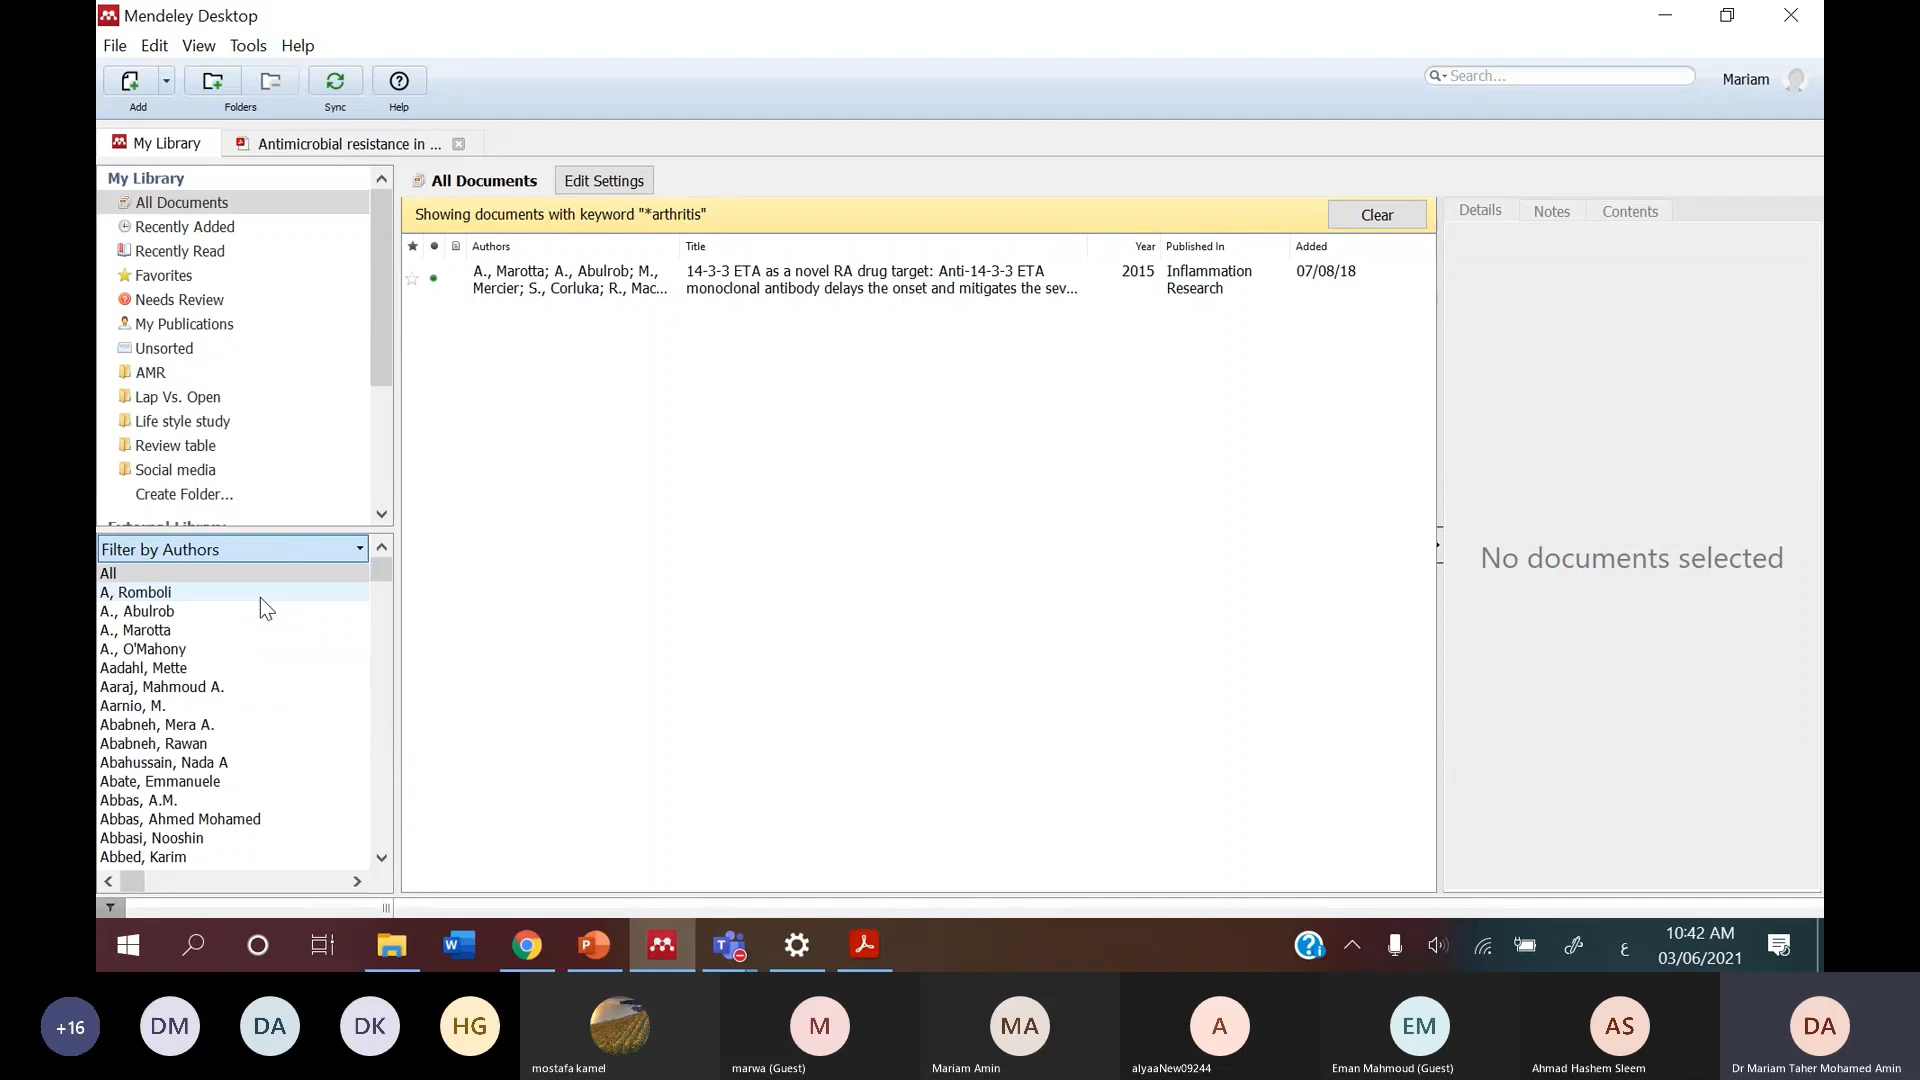 Mendeley Desktop
File Edit View Tools Help
Search...
Mariam
Add Folders Sync Help
My Library
Antimicrobial resistance in ...
My Library
All Documents
Recently Added
Recently Read
Favorites
Needs Review
My Publications
Unsorted
AMR
Lap Vs. Open
Life style study
Review table
Social media
Create Folder...
External Library
Filter by Authors
All
A, Romboli
A., Abulrob
A., Marotta
A., O'Mahony
Aadahl, Mette
Aaraj, Mahmoud A.
Aarnio, M.
Ababneh, Mera A.
Ababneh, Rawan
Abahussain, Nada A
Abate, Emmanuele
Abbas, A.M.
Abbas, Ahmed Mohamed
Abbasi, Nooshin
Abbed, Karim
All Documents Edit Settings
Showing documents with keyword "*arthritis" Clear
Authors Title Year Published In Added
A., Marotta; A., Abulrob; M., 14-3-3 ETA as a novel RA drug target: Anti-14-3-3 ETA 2015 Inflammation 07/08/18
Mercier; S., Corluka; R., Mac... monoclonal antibody delays the onset and mitigates the sev... Research
Details Notes Contents
No documents selected
ع
10:42 AM
03/06/2021
+16 DM DA DK HG M MA A EM AS DA
mostafa kamel marwa (Guest) Mariam Amin alyaaNew09244 Eman Mahmoud (Guest) Ahmad Hashem Sleem Dr Mariam Taher Mohamed Amin